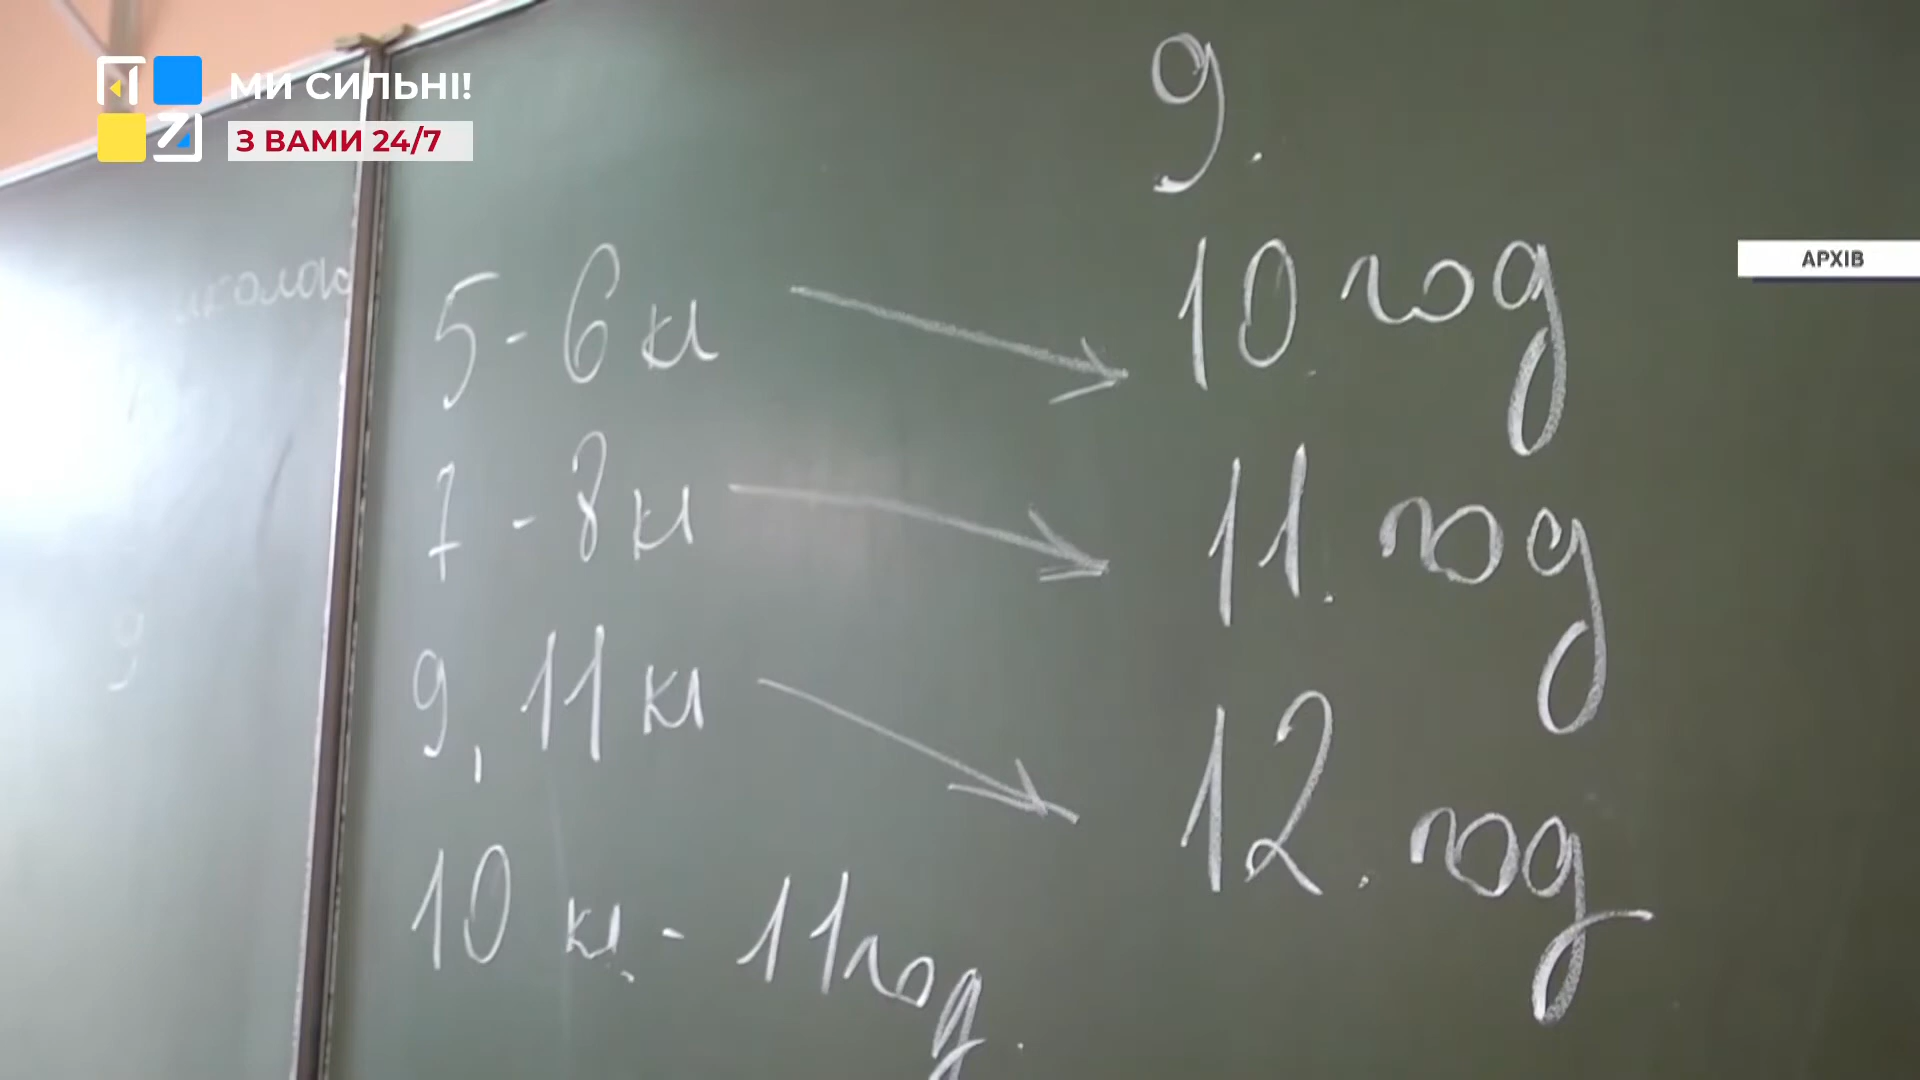 МИ СИЛЬНІ!
З ВАМИ 24/7
АРХІВ
9.
5-6 кл → 10 год
7-8 кл → 11. год
9, 11 кл → 12. год
10 кл. - 11 год.
9